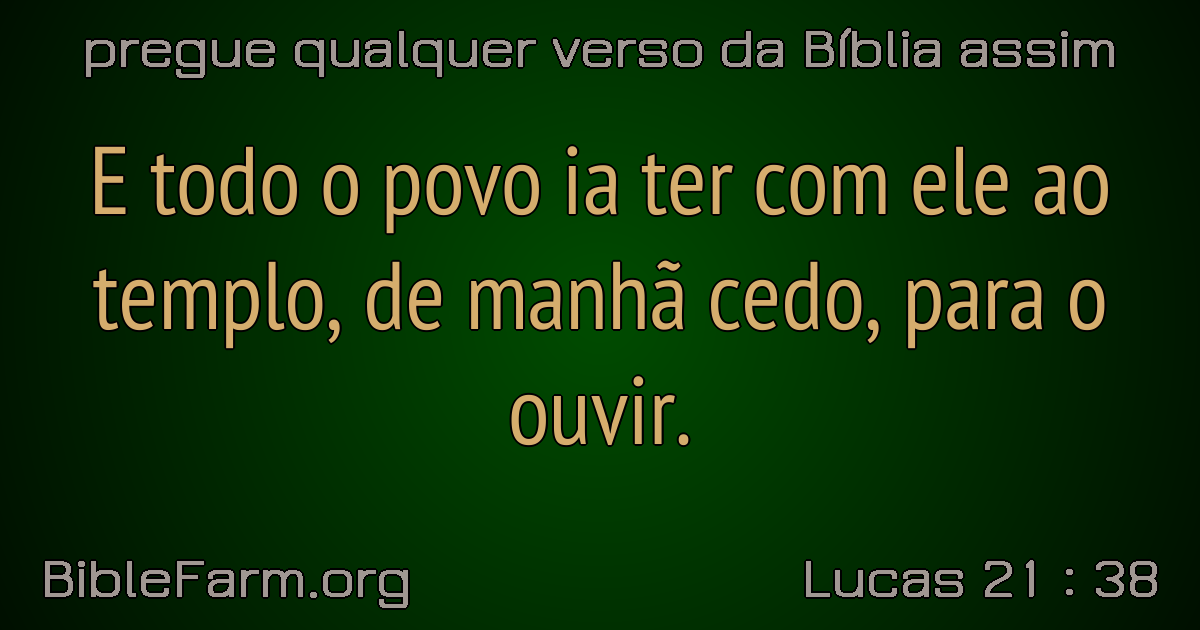 pregue qualquer verso da Bíblia assim
E todo o povo ia ter com ele ao
templo, de manhã cedo, para o
ouvir.
BibleFarm.org
Lucas 21 : 38